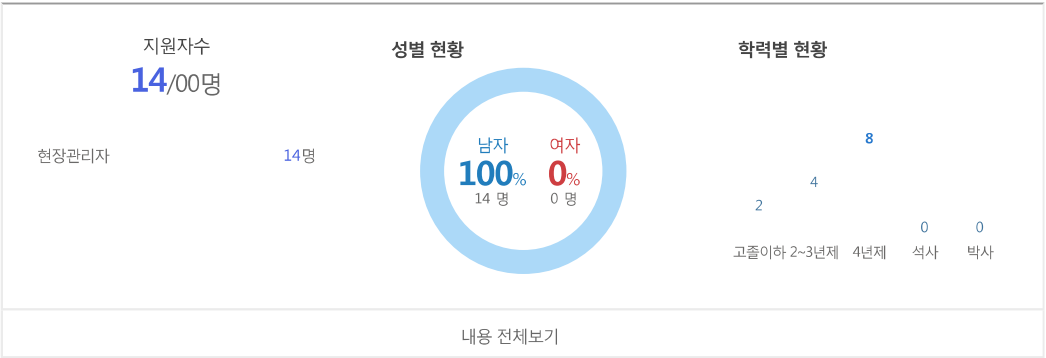 지원자수
14/00명
현장관리자 14명
성별 현황
남자 여자
100% 0%
14 명 0 명
학력별 현황
2 4 8 0 0
고졸이하 2~3년제 4년제 석사 박사
내용 전체보기